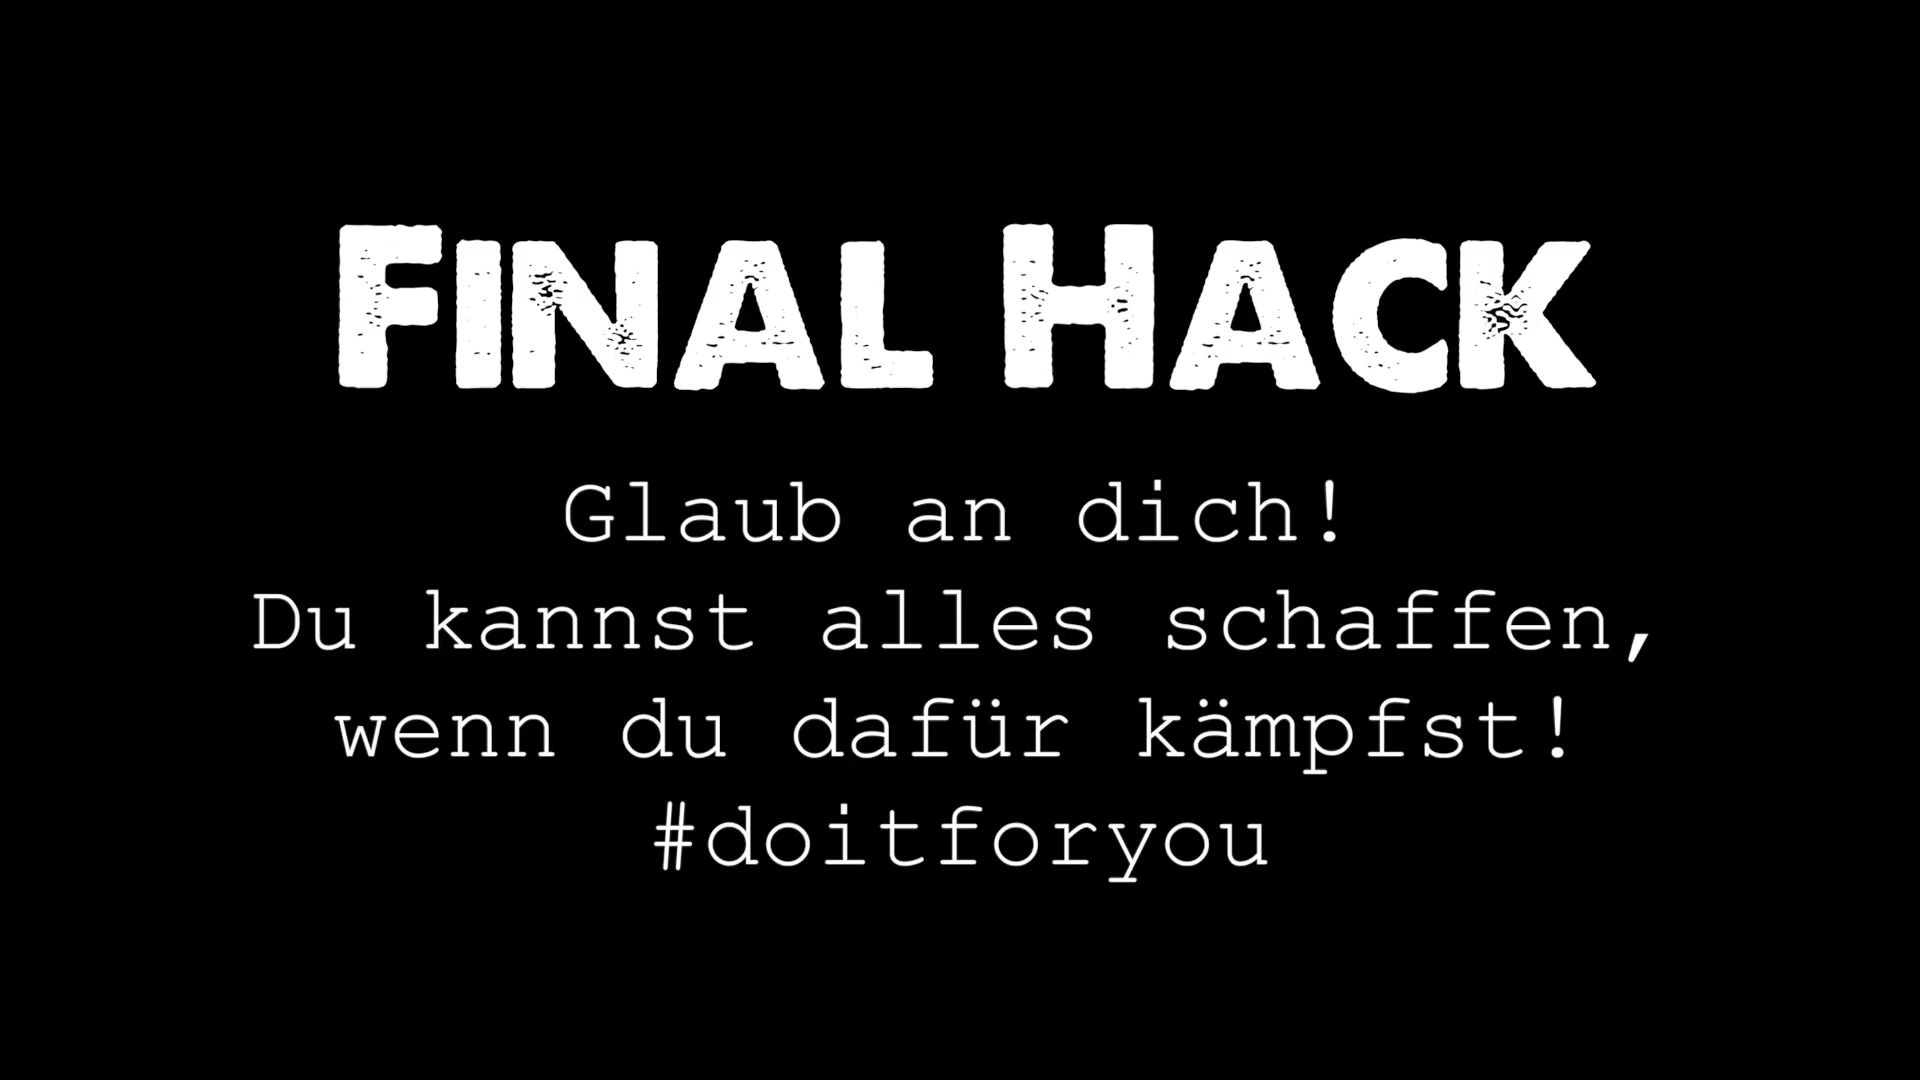 Final Hack
Glaub an dich!
Du kannst alles schaffen,
wenn du dafür kämpfst!
#doitforyou